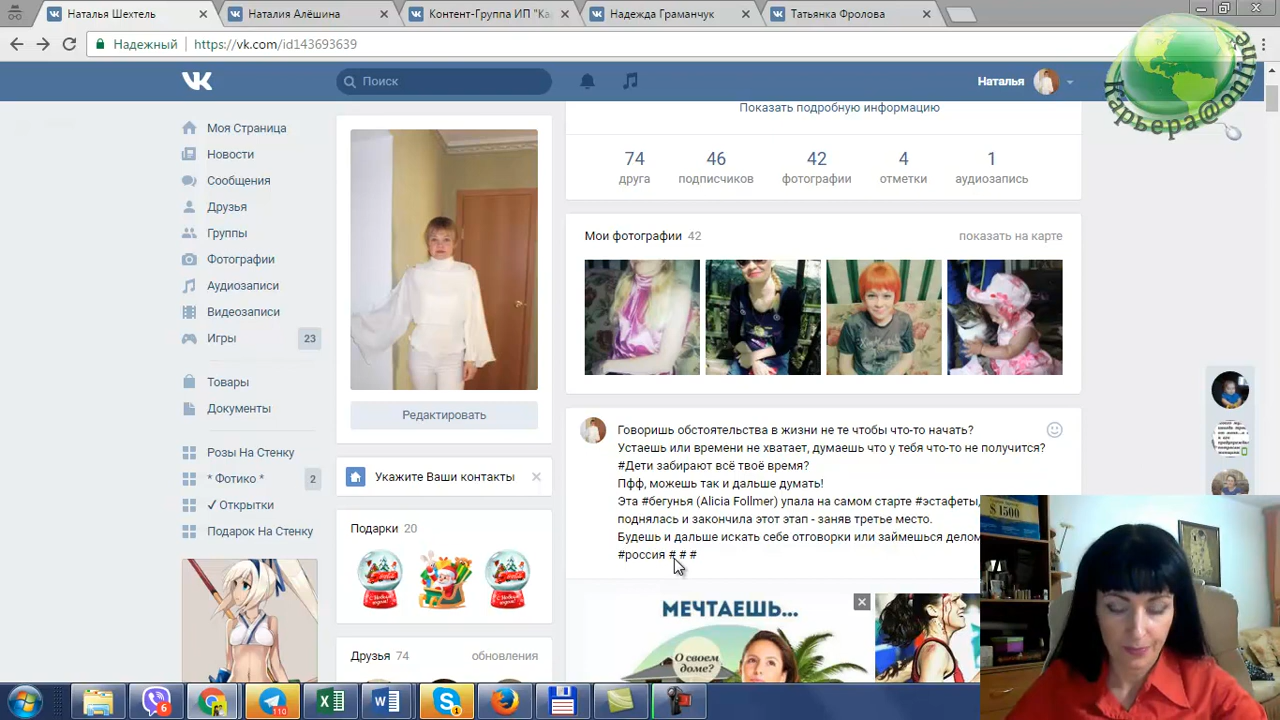 Наталья Шехтель
Наталия Алёшина
Контент-Группа ИП "Ка
Надежда Граманчук
Татьянка Фролова
Надежный
https://vk.com/id143693639
Карьера@online
Поиск
Наталья
Моя Страница
Новости
Сообщения
Друзья
Группы
Фотографии
Аудиозаписи
Видеозаписи
Игры 23
Товары
Документы
Розы На Стенку
* Фотико * 2
✓ Открытки
Подарок На Стенку
Редактировать
Укажите Ваши контакты
Подарки 20
Друзья 74 обновления
Показать подробную информацию
74 46 42 4 1
друга подписчиков фотографии отметки аудиозапись
Мои фотографии 42 показать на карте
Говоришь обстоятельства в жизни не те чтобы что-то начать?
Устаешь или времени не хватает, думаешь что у тебя что-то не получится?
#Дети забирают всё твоё время?
Пфф, можешь так и дальше думать!
Эта #бегунья (Alicia Follmer) упала на самом старте #эстафеты,
поднялась и закончила этот этап - заняв третье место.
Будешь и дальше искать себе отговорки или займешься делом
#россия # # #
МЕЧТАЕШЬ...
О своем
доме?
$ 1500
6
110
1